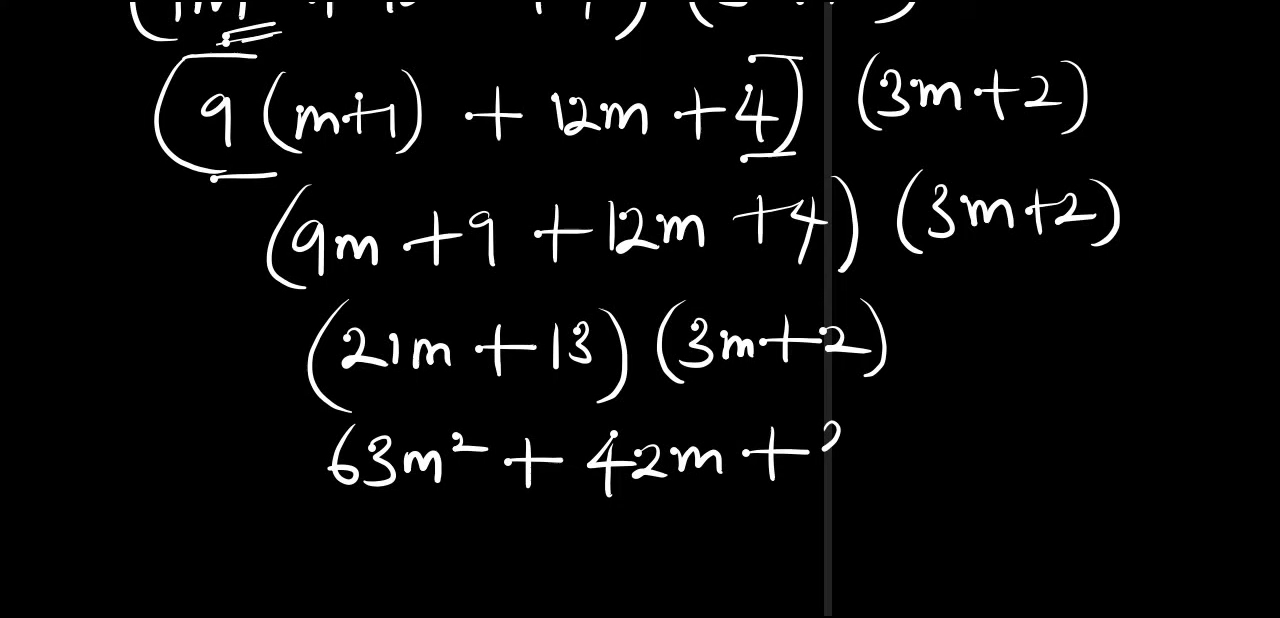 [9(m+1) + 12m + 4] (3m+2)
(9m + 9 + 12m + 4) (3m+2)
(21m + 13) (3m+2)
63m² + 42m +